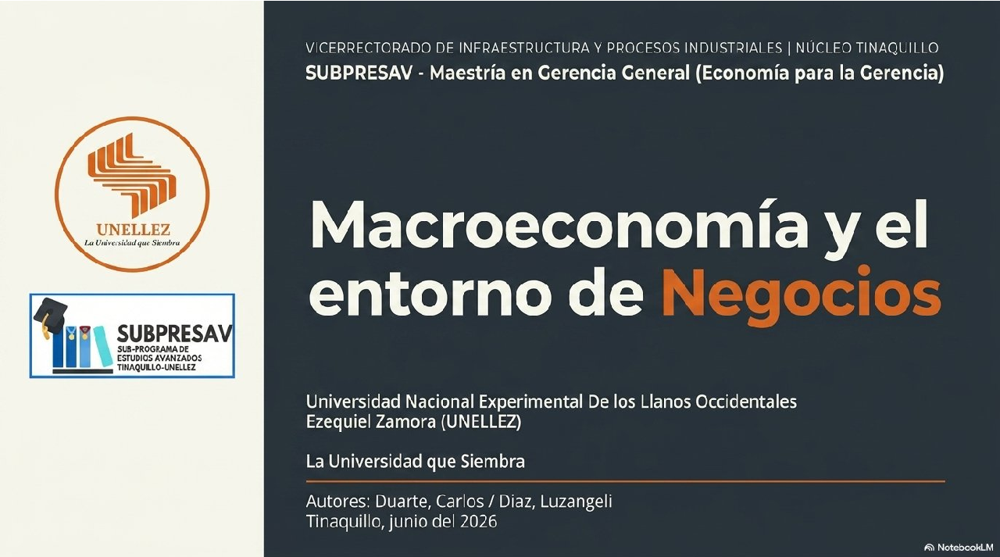 VICERRECTORADO DE INFRAESTRUCTURA Y PROCESOS INDUSTRIALES | NÚCLEO TINAQUILLO
SUBPRESAV - Maestría en Gerencia General (Economía para la Gerencia)
UNELLEZ
La Universidad que Siembra
SUBPRESAV
SUB-PROGRAMA DE
ESTUDIOS AVANZADOS
TINAQUILLO-UNELLEZ
Macroeconomía y el
entorno de Negocios
Universidad Nacional Experimental De los Llanos Occidentales
Ezequiel Zamora (UNELLEZ)
La Universidad que Siembra
Autores: Duarte, Carlos / Diaz, Luzangeli
Tinaquillo, junio del 2026
NotebookLM